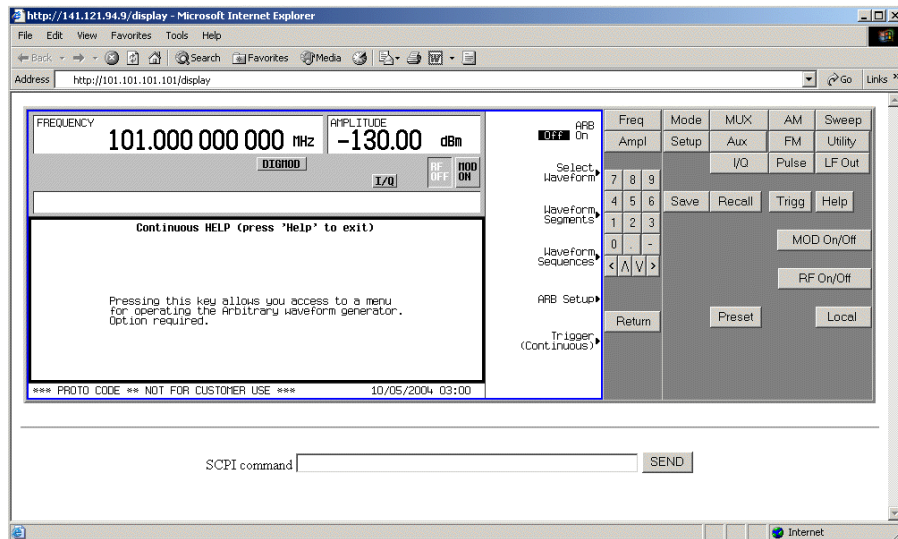 http://141.121.94.9/display - Microsoft Internet Explorer
File Edit View Favorites Tools Help
Back Search Favorites Media
Address http://101.101.101.101/display Go Links »
FREQUENCY
101.000 000 000 MHz
AMPLITUDE
-130.00 dBm
DIGMOD
I/Q
RF OFF
MOD ON
Continuous HELP (press 'Help' to exit)
Pressing this key allows you access to a menu
for operating the Arbitrary waveform generator.
Option required.
*** PROTO CODE ** NOT FOR CUSTOMER USE *** 10/05/2004 03:00
ARB
Off On
Select
Waveform
Waveform
Segments
Waveform
Sequences
ARB Setup
Trigger
(Continuous)
Freq Mode MUX AM Sweep
Ampl Setup Aux FM Utility
I/Q Pulse LF Out
7 8 9
4 5 6 Save Recall Trigg Help
1 2 3
0 . - MOD On/Off
< Λ V >
RF On/Off
Return Preset Local
SCPI command SEND
Internet